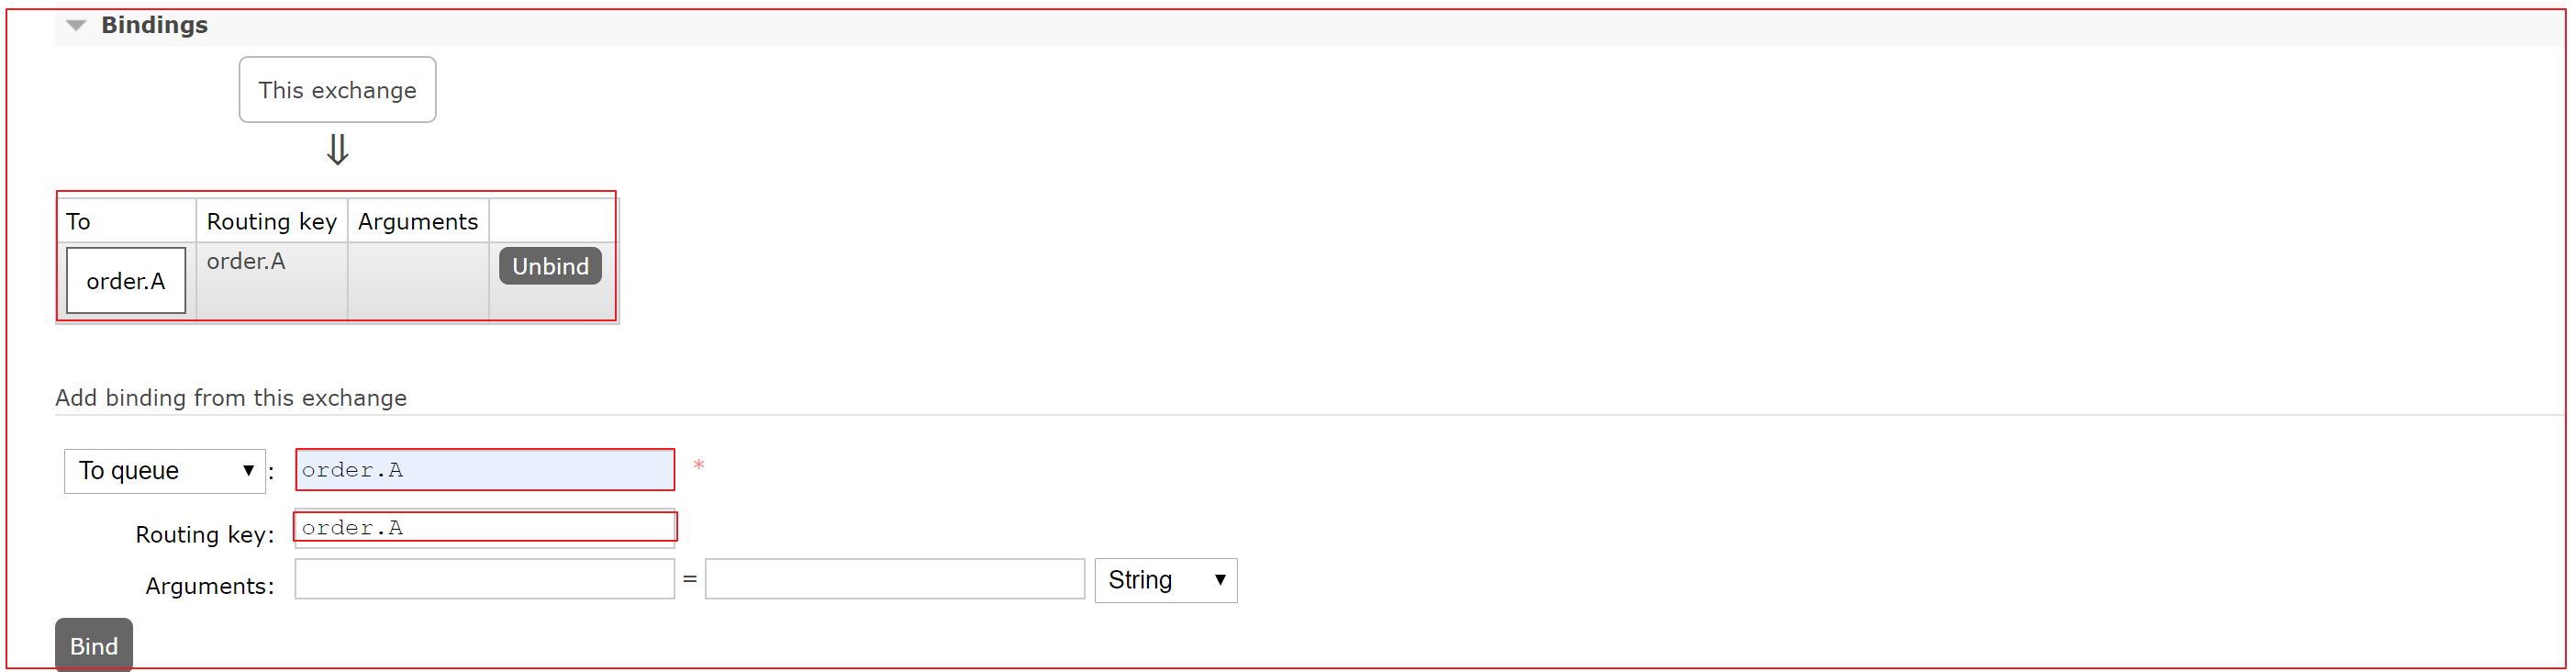 Bindings
This exchange
⇓
To Routing key Arguments
order.A order.A Unbind
Add binding from this exchange
To queue : order.A *
Routing key: order.A
Arguments: = String
Bind